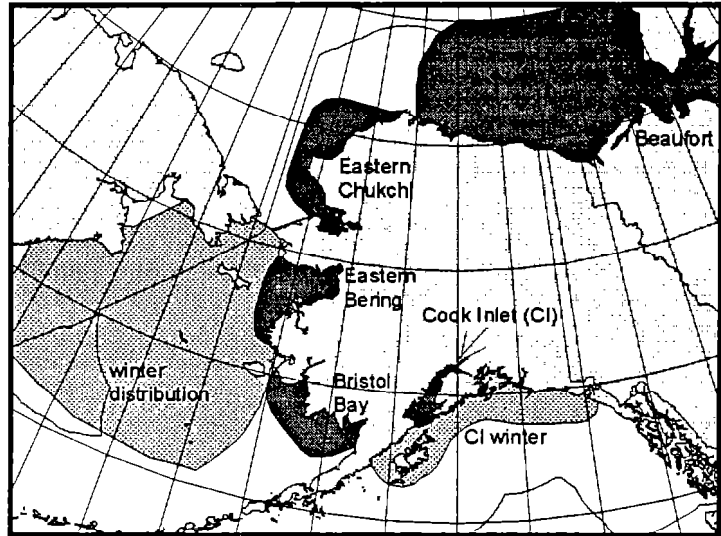 Beaufort
Eastern
Chukchi
Eastern
Bering
Cook Inlet (CI)
winter
distribution
Bristol
Bay
CI winter